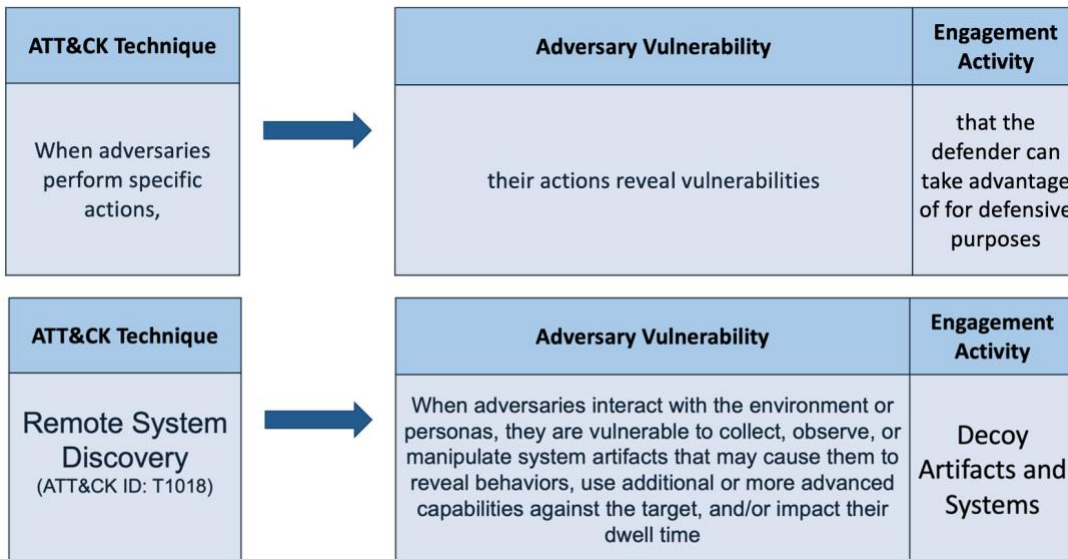 ATT&CK Technique
When adversaries
perform specific
actions,
Adversary Vulnerability
their actions reveal vulnerabilities
Engagement
Activity
that the
defender can
take advantage
of for defensive
purposes
ATT&CK Technique
Remote System
Discovery
(ATT&CK ID: T1018)
Adversary Vulnerability
When adversaries interact with the environment or
personas, they are vulnerable to collect, observe, or
manipulate system artifacts that may cause them to
reveal behaviors, use additional or more advanced
capabilities against the target, and/or impact their
dwell time
Engagement
Activity
Decoy
Artifacts and
Systems